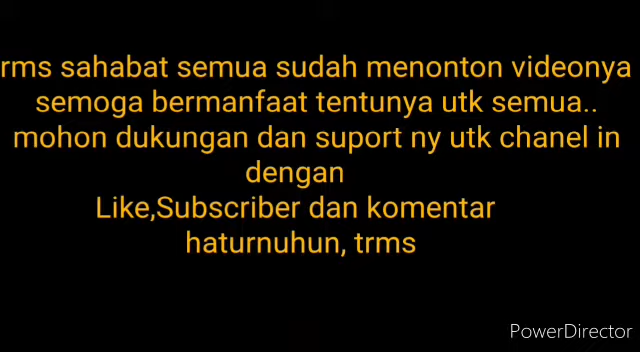 rms sahabat semua sudah menonton videonya
semoga bermanfaat tentunya utk semua..
mohon dukungan dan suport ny utk chanel in
dengan
Like,Subscriber dan komentar
haturnuhun, trms
PowerDirector